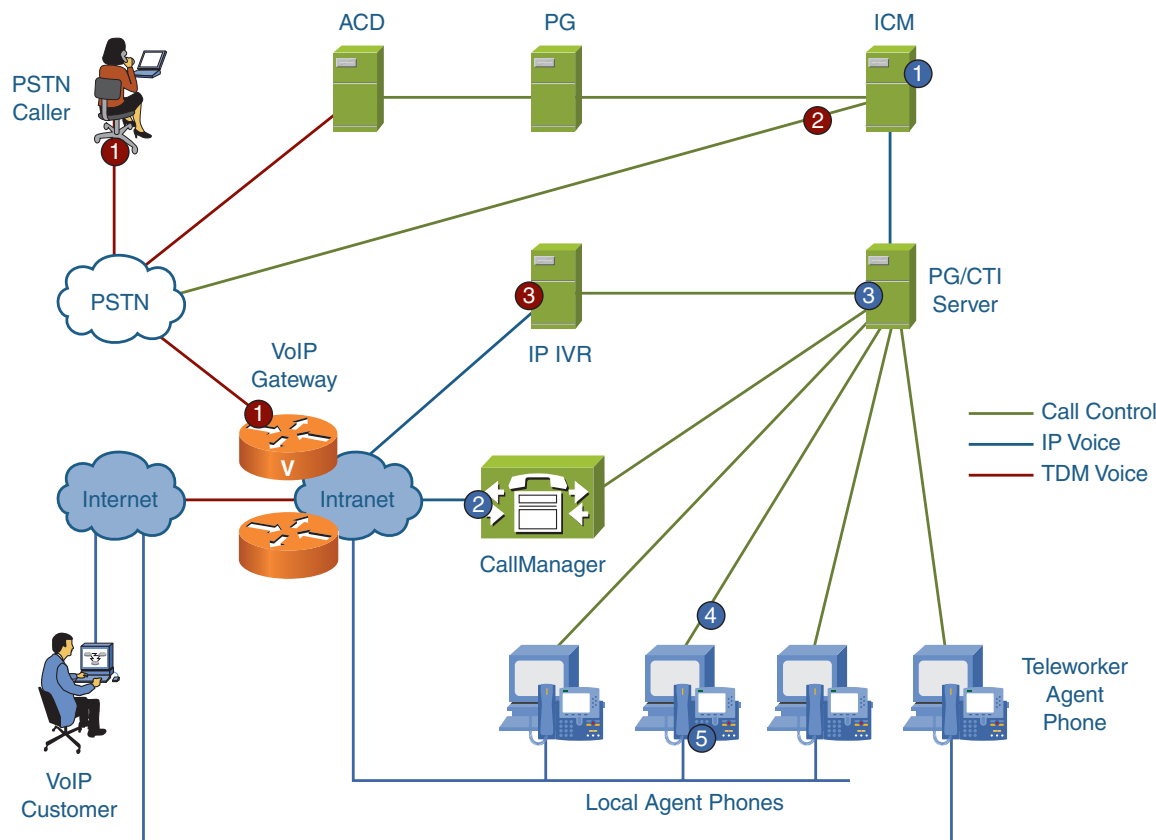 ACD
PG
ICM
PSTN
Caller
1
2
1
PSTN
3
IP IVR
3
PG/CTI
Server
VoIP
Gateway
1
V
Call Control
IP Voice
TDM Voice
Internet
Intranet
2
CallManager
4
5
Teleworker
Agent
Phone
VoIP
Customer
Local Agent Phones